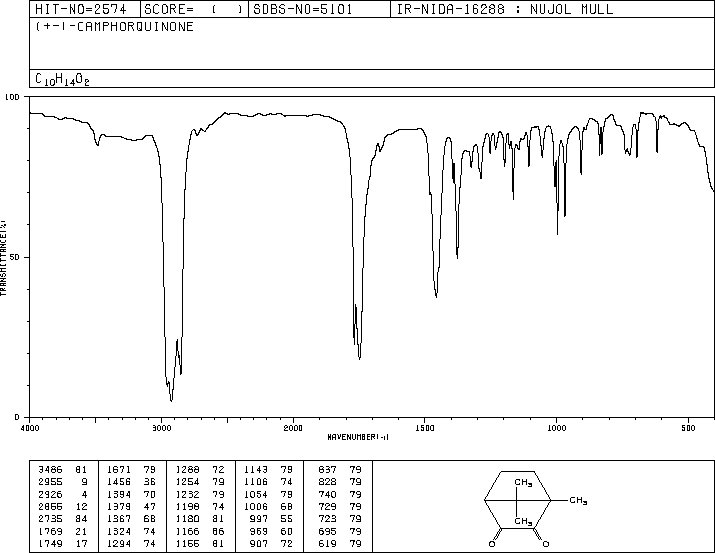 HIT-NO=2574 SCORE= ( ) SDBS-NO=5101 IR-NIDA-16288 : NUJOL MULL
(+-)-CAMPHORQUINONE
C10H14O2
100
50
0
TRANSMITTANCE(%)
4000 3000 2000 1500 1000 500
WAVENUMBER(-1)
3486 81 1671 79 1288 72 1143 79 837 79
2955 9 1456 36 1254 79 1106 74 828 79
2926 4 1394 70 1232 79 1054 79 740 79
2866 12 1379 47 1198 74 1006 68 729 79
2735 84 1367 68 1180 81 997 55 723 79
1769 21 1324 74 1166 86 969 60 695 79
1749 17 1294 74 1155 81 907 72 619 79
CH3
CH3
CH3
O O